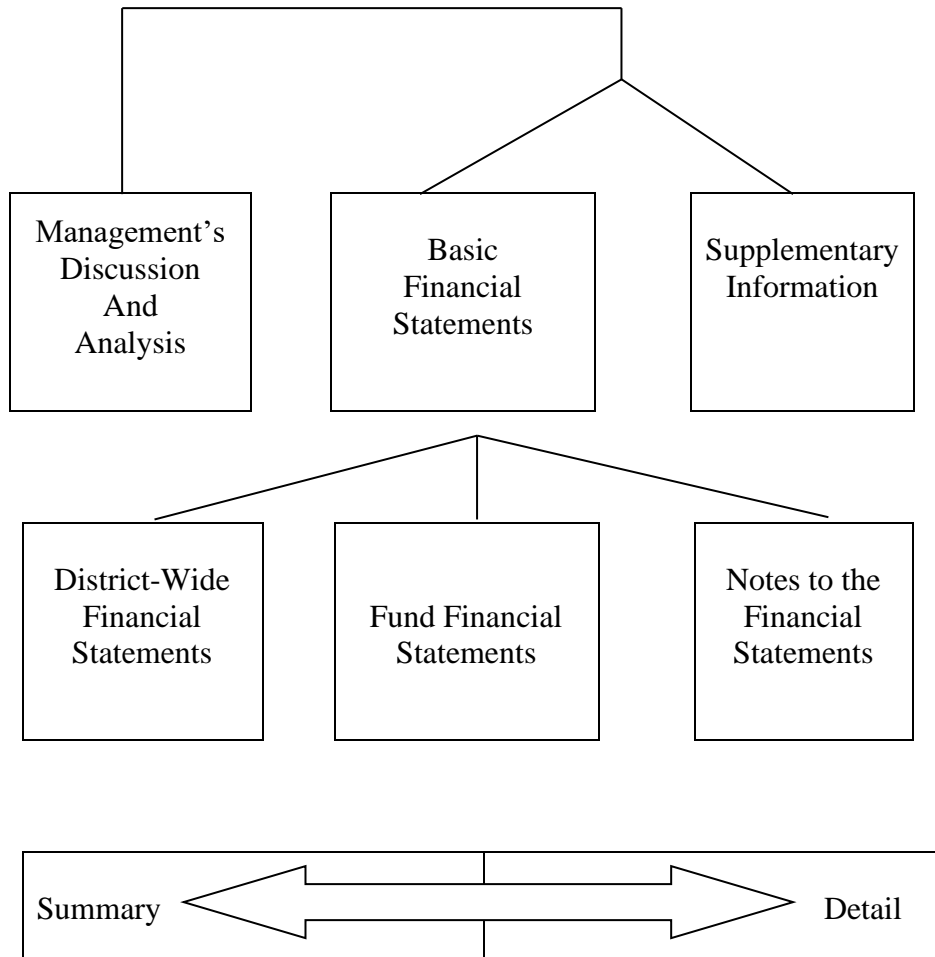 Management’s
Discussion
And
Analysis
Basic
Financial
Statements
Supplementary
Information
District-Wide
Financial
Statements
Fund Financial
Statements
Notes to the
Financial
Statements
Summary
Detail